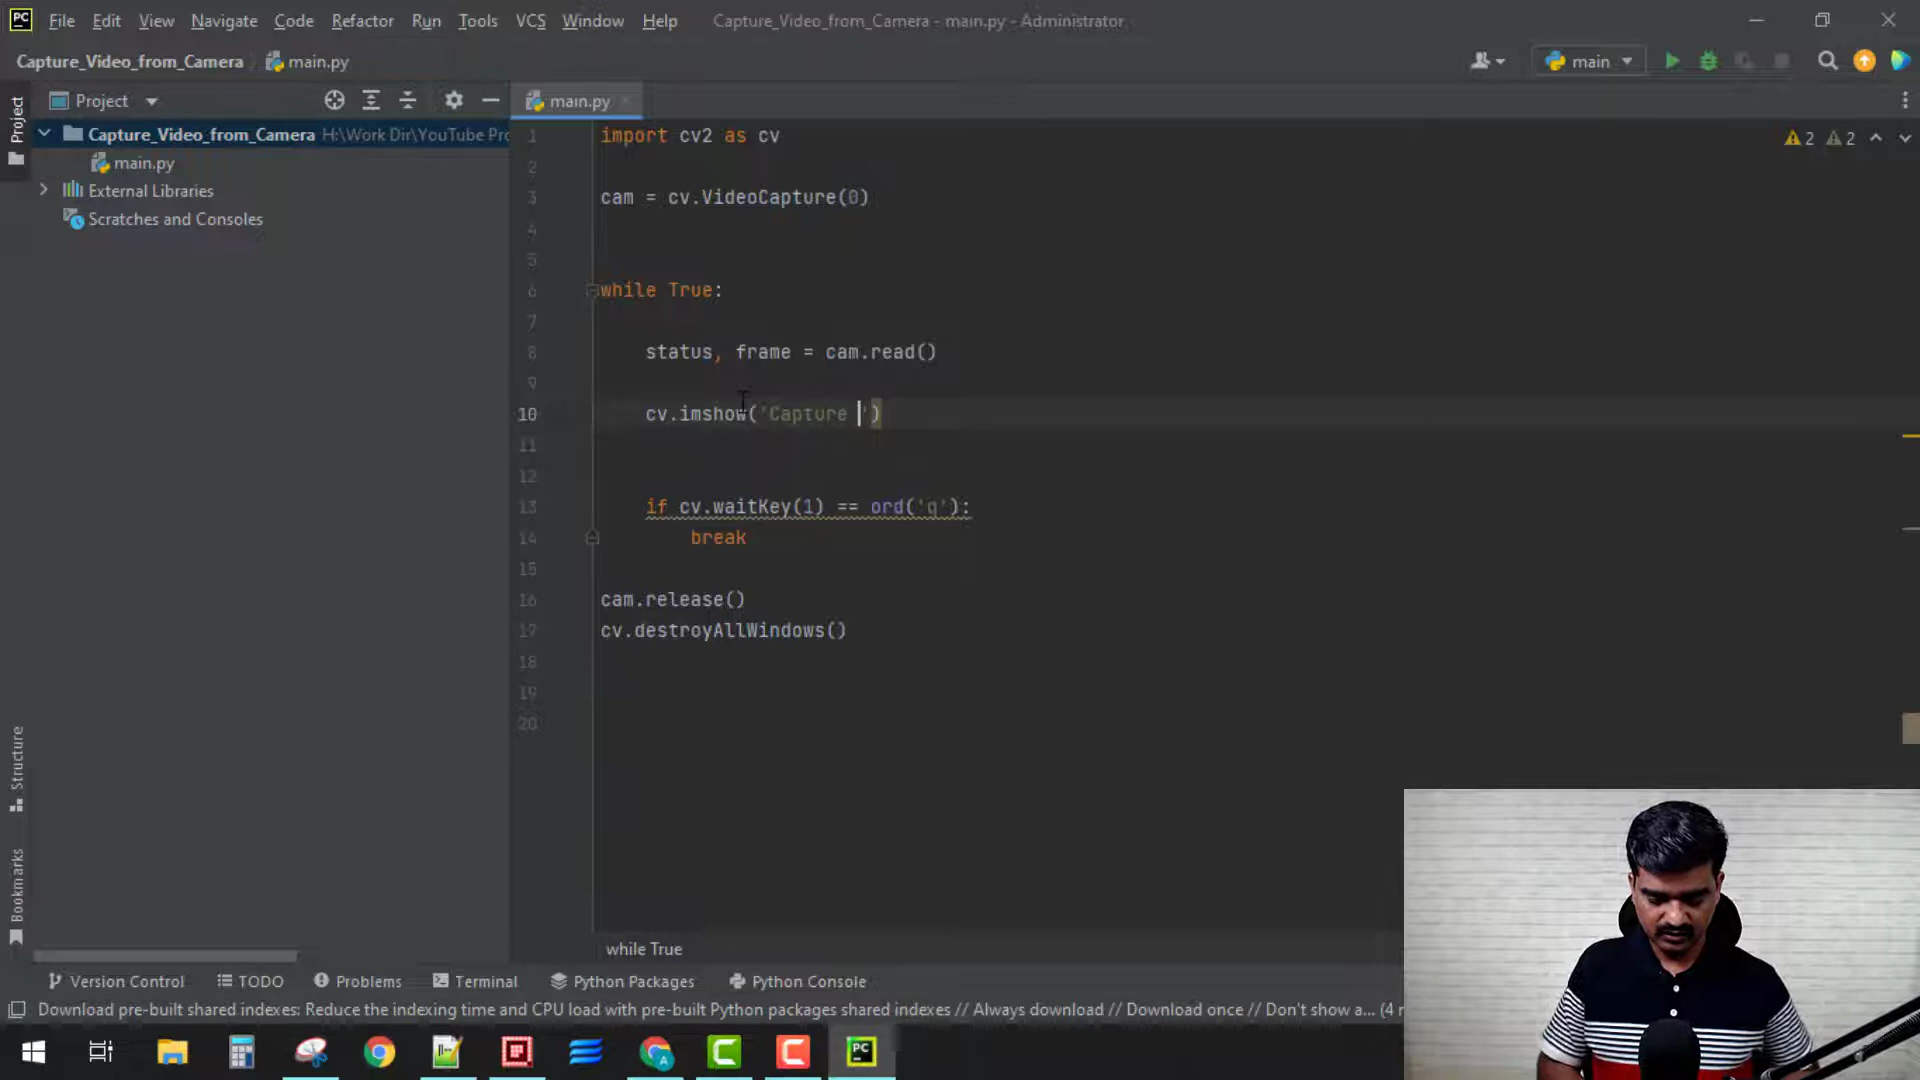 PC File Edit View Navigate Code Refactor Run Tools VCS Window Help Capture_Video_from_Camera - main.py - Administrator
Capture_Video_from_Camera main.py main
Project main.py
Project
Capture_Video_from_Camera H:\Work Dir\YouTube Pro
main.py
External Libraries
Scratches and Consoles
2 2
1 import cv2 as cv
2
3 cam = cv.VideoCapture(0)
4
5
6 while True:
7
8 status, frame = cam.read()
9
10 cv.imshow('Capture ')
11
12
13 if cv.waitKey(1) == ord('q'):
14 break
15
16 cam.release()
17 cv.destroyAllWindows()
18
19
20
Structure
Bookmarks
while True
Version Control TODO Problems Terminal Python Packages Python Console
Download pre-built shared indexes: Reduce the indexing time and CPU load with pre-built Python packages shared indexes // Always download // Download once // Don't show a... (4 r
PC